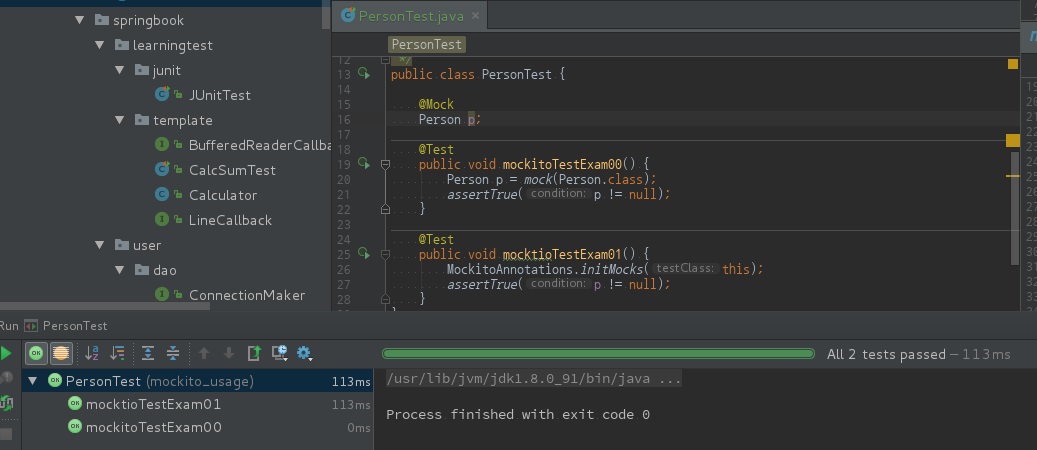 springbook
learningtest
junit
JUnitTest
template
BufferedReaderCallba
CalcSumTest
Calculator
LineCallback
user
dao
ConnectionMaker
PersonTest.java ×
PersonTest
12 */
13 public class PersonTest {
14
15 @Mock
16 Person p;
17
18 @Test
19 public void mockitoTestExam00() {
20 Person p = mock(Person.class);
21 assertTrue( condition: p != null);
22 }
23
24 @Test
25 public void mocktioTestExam01() {
26 MockitoAnnotations.initMocks( testClass: this);
27 assertTrue( condition: p != null);
28 }
Run PersonTest
All 2 tests passed – 113ms
PersonTest (mockito_usage) 113ms
mocktioTestExam01 113ms
mockitoTestExam00 0ms
/usr/lib/jvm/jdk1.8.0_91/bin/java ...
Process finished with exit code 0